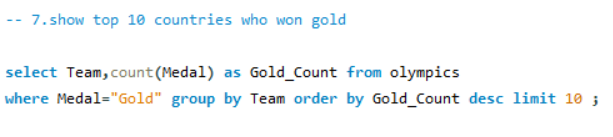 -- 7.show top 10 countries who won gold
select Team,count(Medal) as Gold_Count from olympics
where Medal="Gold" group by Team order by Gold_Count desc limit 10 ;